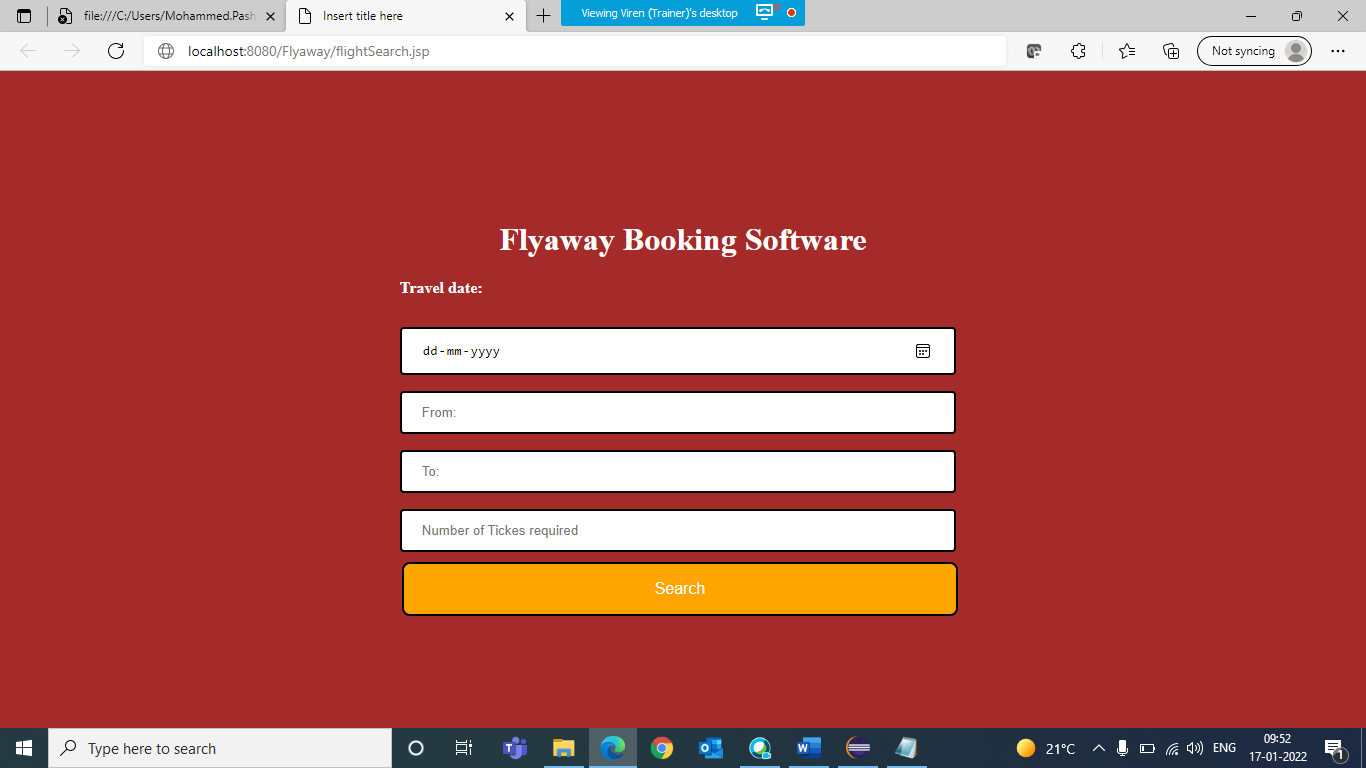 file:///C:/Users/Mohammed.Pash
Insert title here
Viewing Viren (Trainer)'s desktop
localhost:8080/Flyaway/flightSearch.jsp
Not syncing
Flyaway Booking Software
Travel date:
dd-mm-yyyy
From:
To:
Number of Tickes required
Search
Type here to search
21°C
ENG
09:52
17-01-2022
1